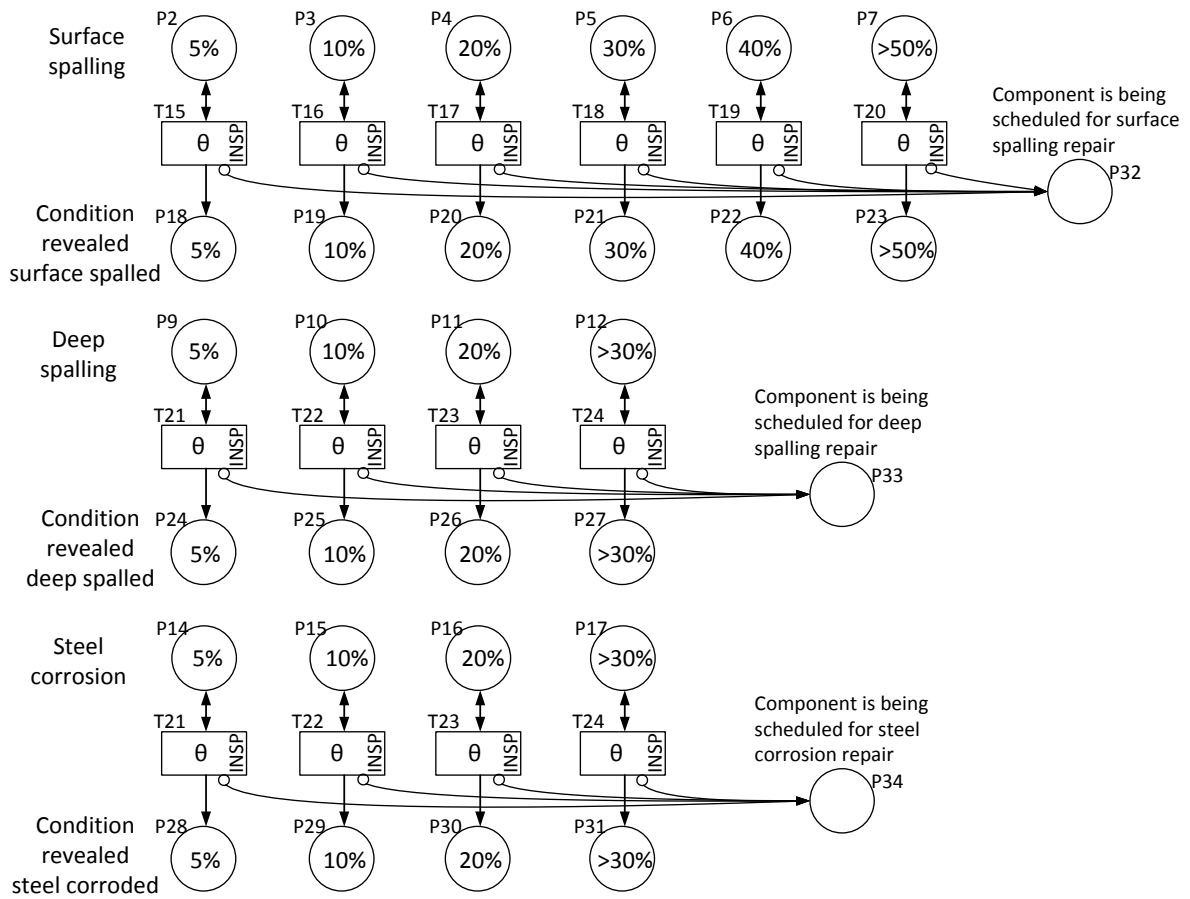 P2 P3 P4 P5 P6 P7
Surface
spalling
5% 10% 20% 30% 40% >50%
T15 T16 T17 T18 T19 T20
θ INSP θ INSP θ INSP θ INSP θ INSP θ INSP
Component is being
scheduled for surface
spalling repair
P32
Condition
revealed
surface spalled
P18 P19 P20 P21 P22 P23
5% 10% 20% 30% 40% >50%
P9 P10 P11 P12
Deep
spalling
5% 10% 20% >30%
T21 T22 T23 T24
θ INSP θ INSP θ INSP θ INSP
Component is being
scheduled for deep
spalling repair
P33
Condition
revealed
deep spalled
P24 P25 P26 P27
5% 10% 20% >30%
P14 P15 P16 P17
Steel
corrosion
5% 10% 20% >30%
T21 T22 T23 T24
θ INSP θ INSP θ INSP θ INSP
Component is being
scheduled for steel
corrosion repair
P34
Condition
revealed
steel corroded
P28 P29 P30 P31
5% 10% 20% >30%